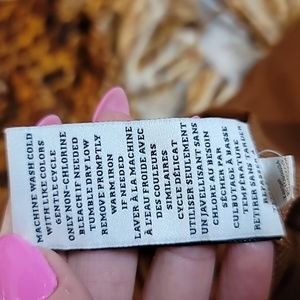 MACHINE WASH COLD
WITH LIKE COLORS
GENTLE CYCLE
ONLY NON-CHLORINE
BLEACH IF NEEDED
TUMBLE DRY LOW
REMOVE PROMPTLY
WARM IRON
IF NEEDED
LAVER À LA MACHINE
À L'EAU FROIDE AVEC
DES COULEURS
SIMILAIRES
CYCLE DÉLICAT
UTILISER SEULEMENT
UN JAVELLISANT SANS
CHLORE AU BESOIN
SÉCHER PAR
CULBUTAGE À BASSE
TEMPÉRATURE
RETIRER SANS TARDER